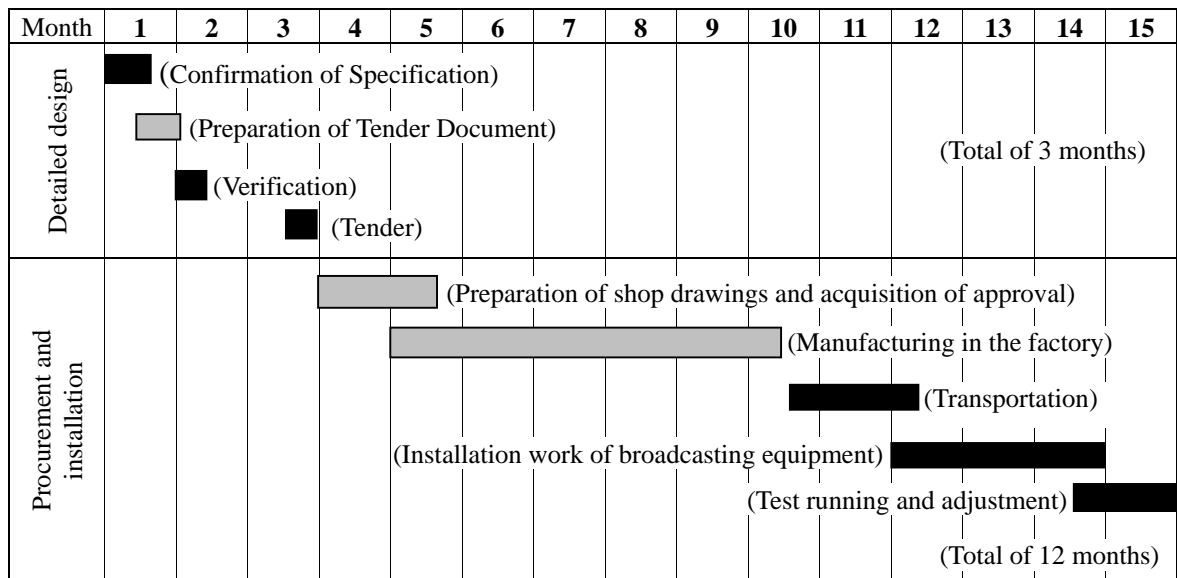 Month 1 2 3 4 5 6 7 8 9 10 11 12 13 14 15
Detailed design
(Confirmation of Specification)
(Preparation of Tender Document)
(Total of 3 months)
(Verification)
(Tender)
Procurement and
installation
(Preparation of shop drawings and acquisition of approval)
(Manufacturing in the factory)
(Transportation)
(Installation work of broadcasting equipment)
(Test running and adjustment)
(Total of 12 months)